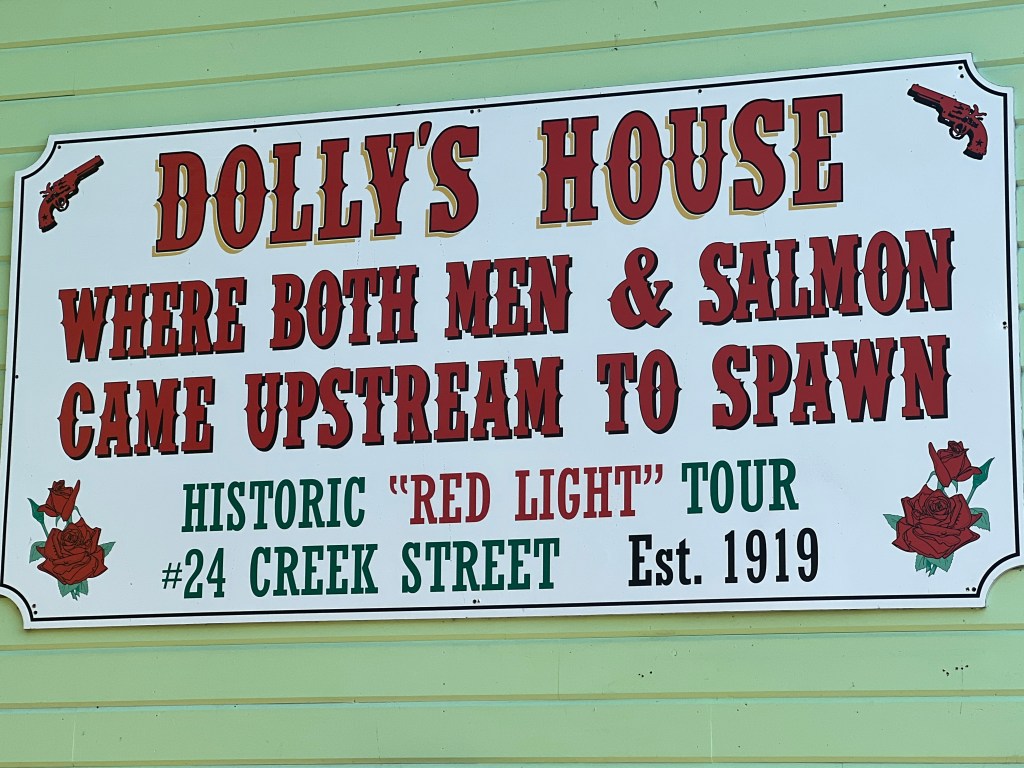 DOLLY'S HOUSE
WHERE BOTH MEN & SALMON
CAME UPSTREAM TO SPAWN
HISTORIC "RED LIGHT" TOUR
#24 CREEK STREET Est. 1919